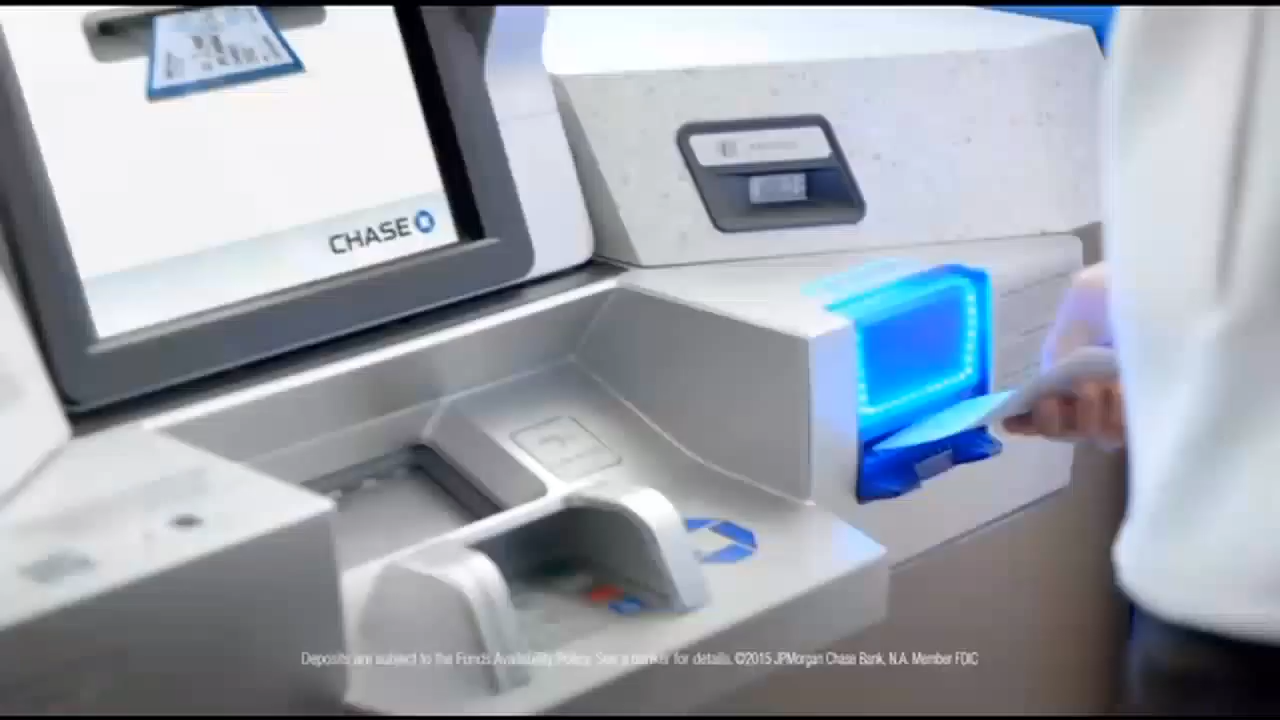 CHASE
Deposits are subject to the Funds Availability Policy. See a banker for details. ©2015 JPMorgan Chase Bank, N.A. Member FDIC